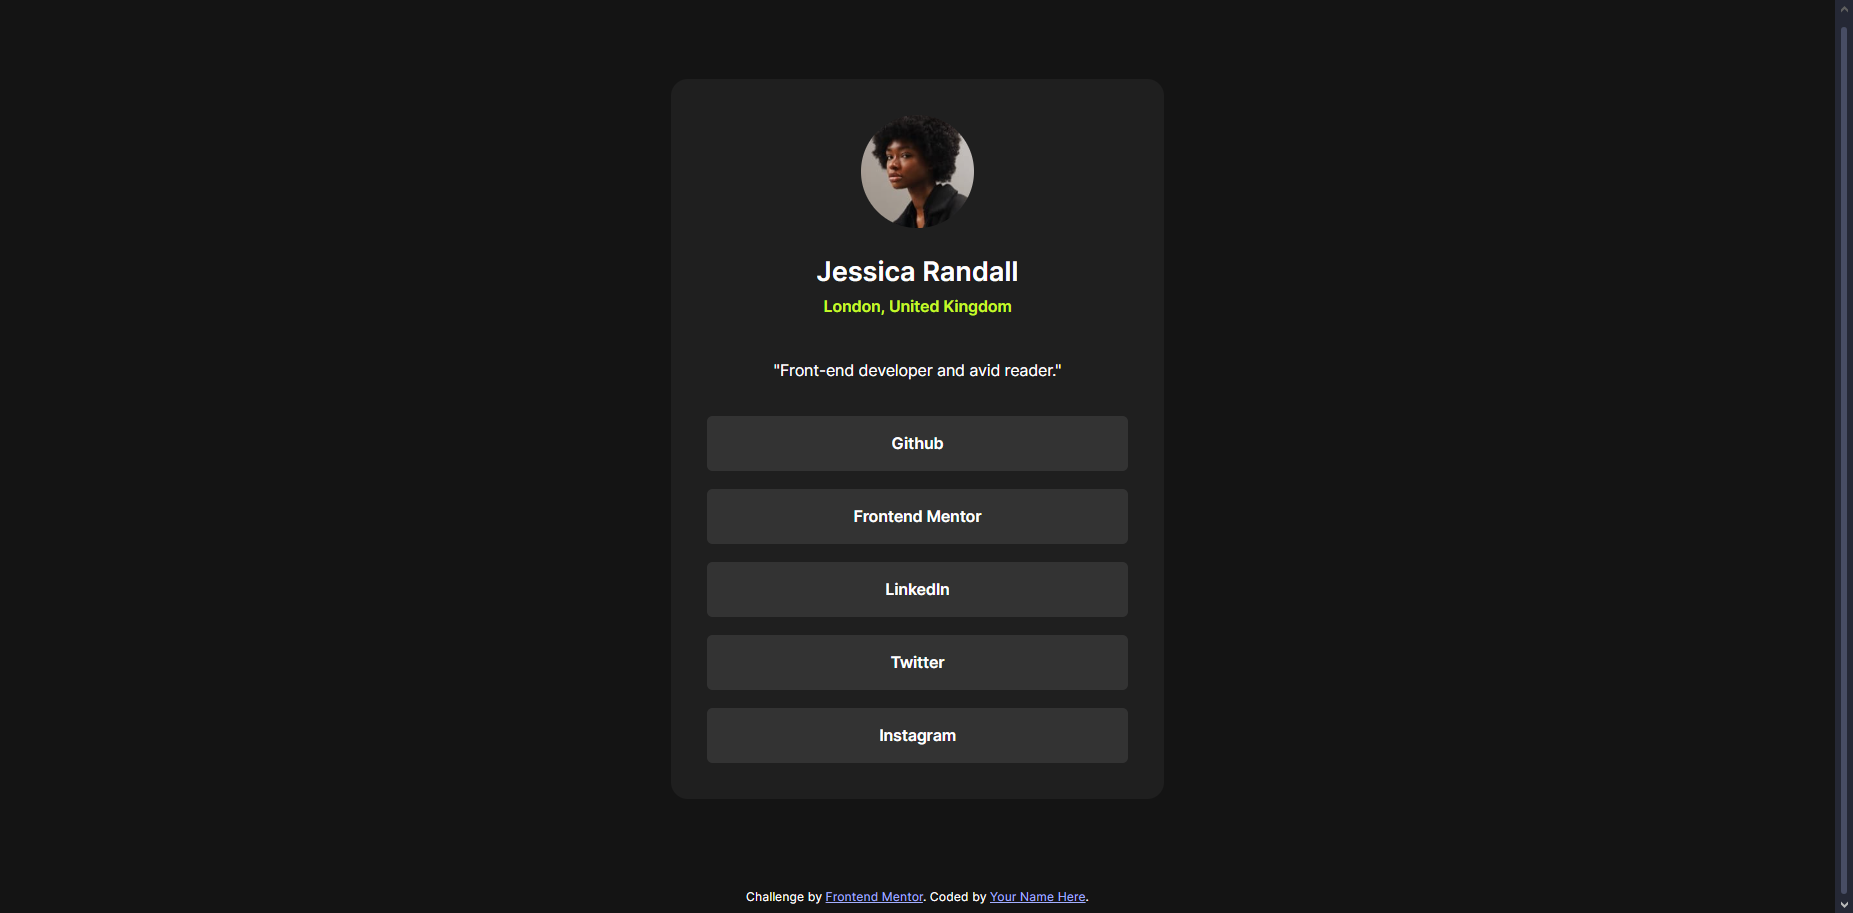 Jessica Randall
London, United Kingdom
"Front-end developer and avid reader."
Github
Frontend Mentor
LinkedIn
Twitter
Instagram
Challenge by Frontend Mentor. Coded by Your Name Here.